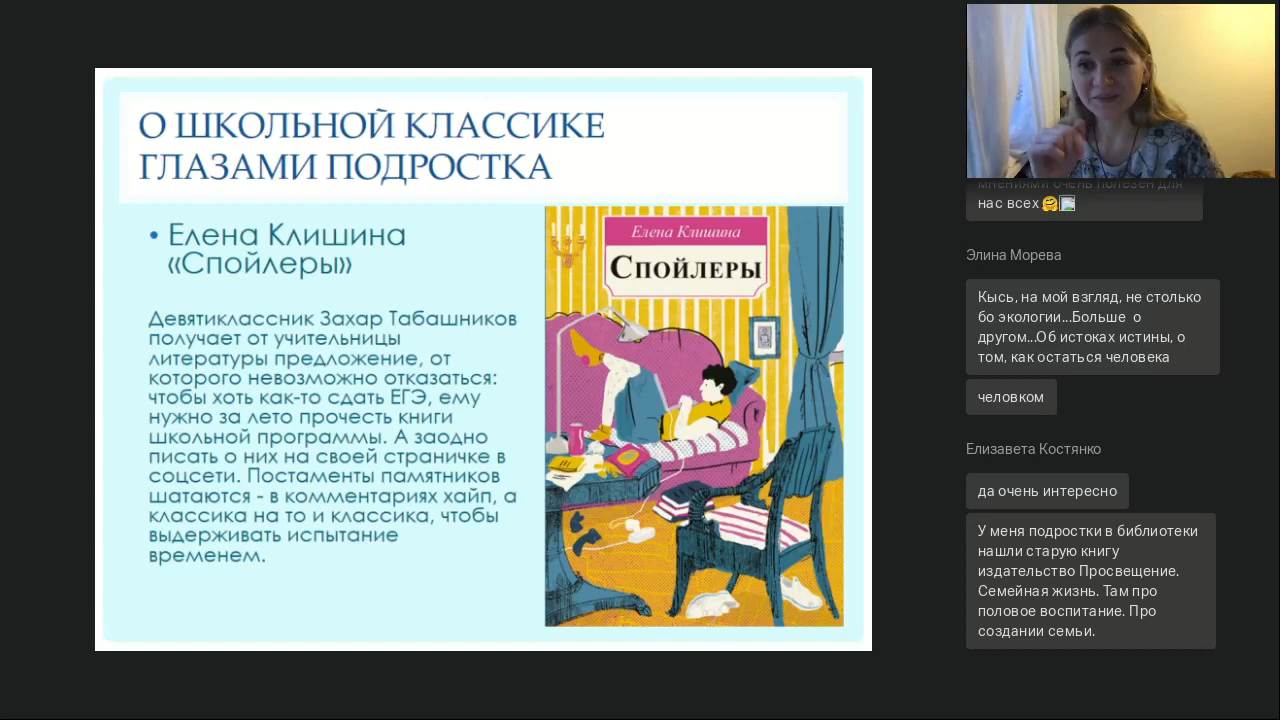 О ШКОЛЬНОЙ КЛАССИКЕ
ГЛАЗАМИ ПОДРОСТКА
• Елена Клишина
«Спойлеры»
Девятиклассник Захар Табашников
получает от учительницы
литературы предложение, от
которого невозможно отказаться:
чтобы хоть как-то сдать ЕГЭ, ему
нужно за лето прочесть книги
школьной программы. А заодно
писать о них на своей страничке в
соцсети. Постаменты памятников
шатаются - в комментариях хайп, а
классика на то и классика, чтобы
выдерживать испытание
временем.
Елена Клишина
Спойлеры
мнениями очень полезен для
нас всех 🤗
Элина Морева
Кысь, на мой взгляд, не столько
бо экологии...Больше о
другом...Об истоках истины, о
том, как остаться человека
человком
Елизавета Костянко
да очень интересно
У меня подростки в библиотеки
нашли старую книгу
издательство Просвещение.
Семейная жизнь. Там про
половое воспитание. Про
создании семьи.